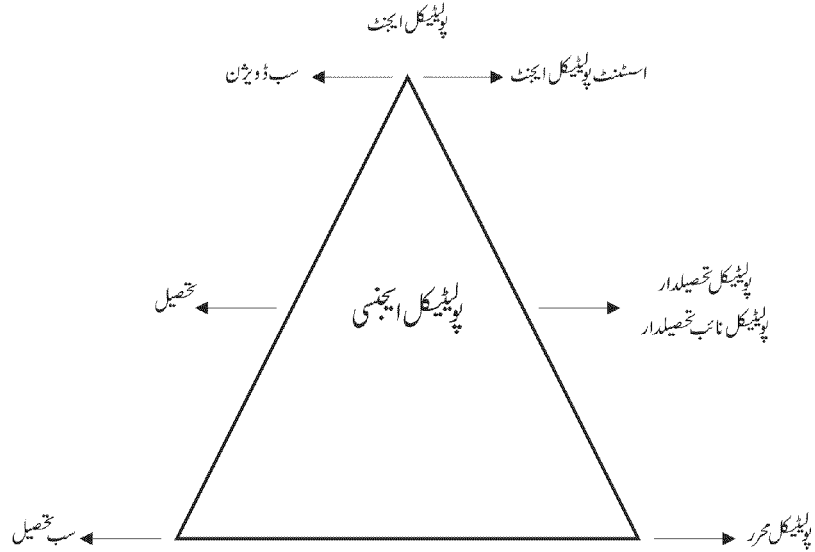 پولیٹیکل ایجنٹ
اسسٹنٹ پولیٹیکل ایجنٹ
سب ڈویژن
پولیٹیکل تحصیلدار
پولیٹیکل نائب تحصیلدار
پولیٹیکل ایجنسی
تحصیل
پولیٹیکل محرر
سب تحصیل